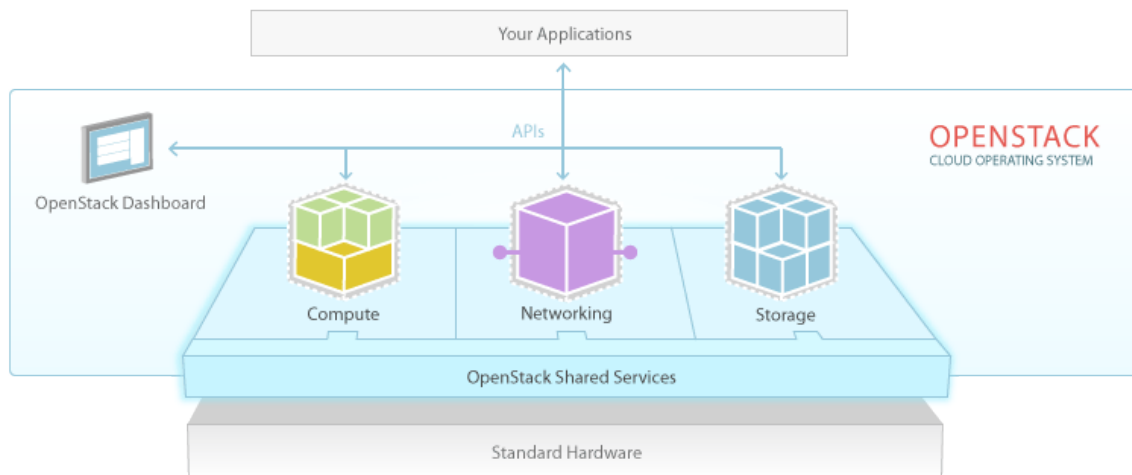 Your Applications
APIs
OPENSTACK
CLOUD OPERATING SYSTEM
OpenStack Dashboard
Compute
Networking
Storage
OpenStack Shared Services
Standard Hardware